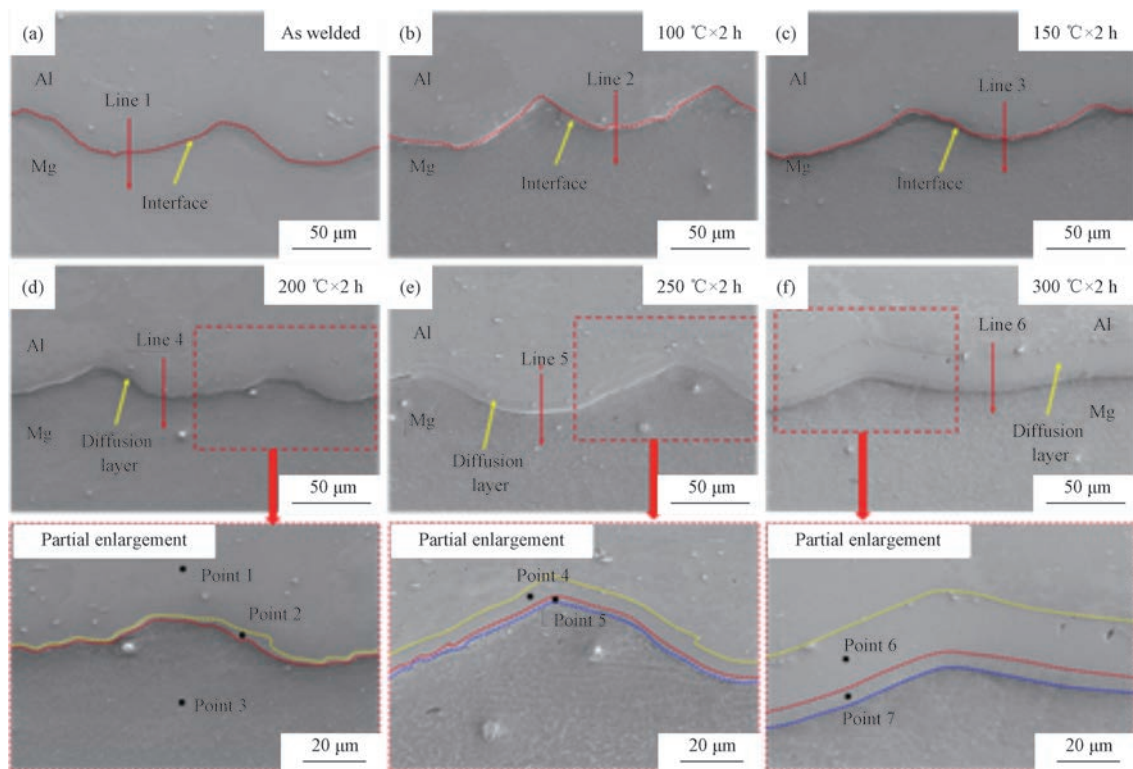 (a)
As welded
Al
Line 1
Mg
Interface
50 μm
(b)
100 ℃×2 h
Al
Line 2
Mg
Interface
50 μm
(c)
150 ℃×2 h
Al
Line 3
Mg
Interface
50 μm
(d)
200 ℃×2 h
Al
Line 4
Mg
Diffusion
layer
50 μm
(e)
250 ℃×2 h
Al
Line 5
Mg
Diffusion
layer
50 μm
(f)
300 ℃×2 h
Line 6
Al
Mg
Diffusion
layer
50 μm
Partial enlargement
Point 1
Point 2
Point 3
20 μm
Partial enlargement
Point 4
Point 5
20 μm
Partial enlargement
Point 6
Point 7
20 μm